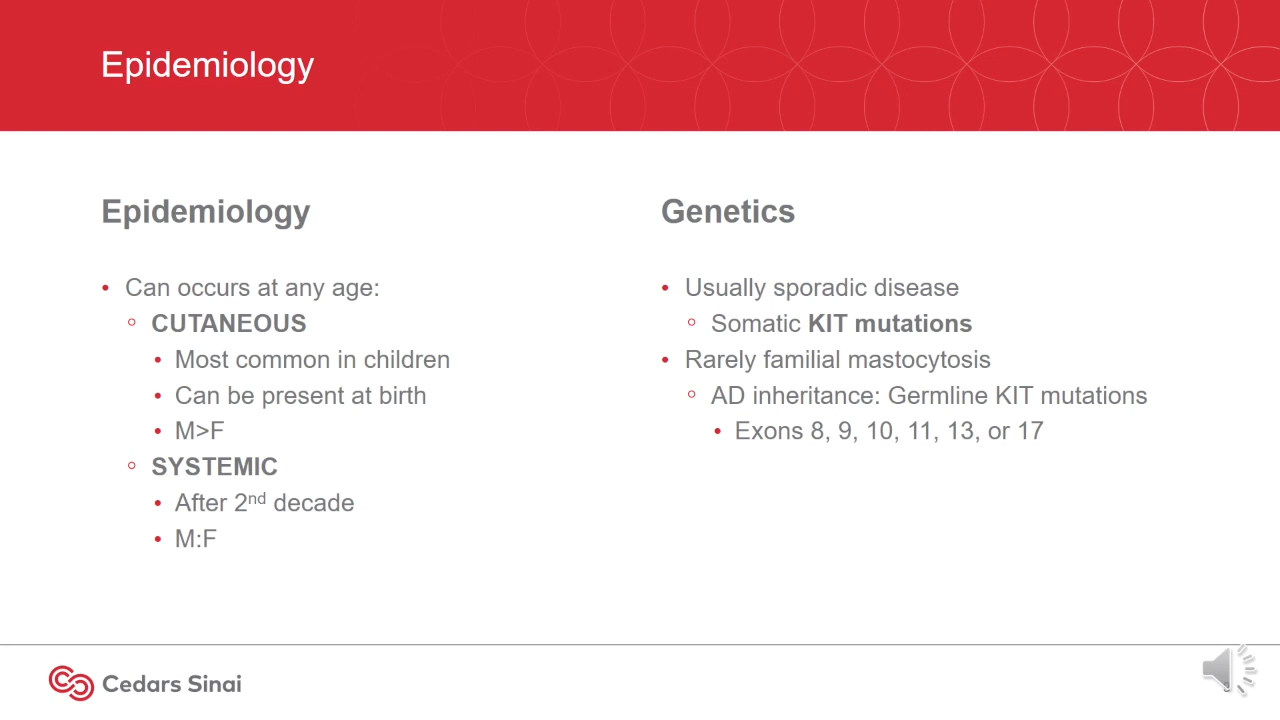 Epidemiology
Epidemiology
Can occurs at any age:
CUTANEOUS
Most common in children
Can be present at birth
M>F
SYSTEMIC
After 2nd decade
M:F
Genetics
Usually sporadic disease
Somatic KIT mutations
Rarely familial mastocytosis
AD inheritance: Germline KIT mutations
Exons 8, 9, 10, 11, 13, or 17
Cedars Sinai